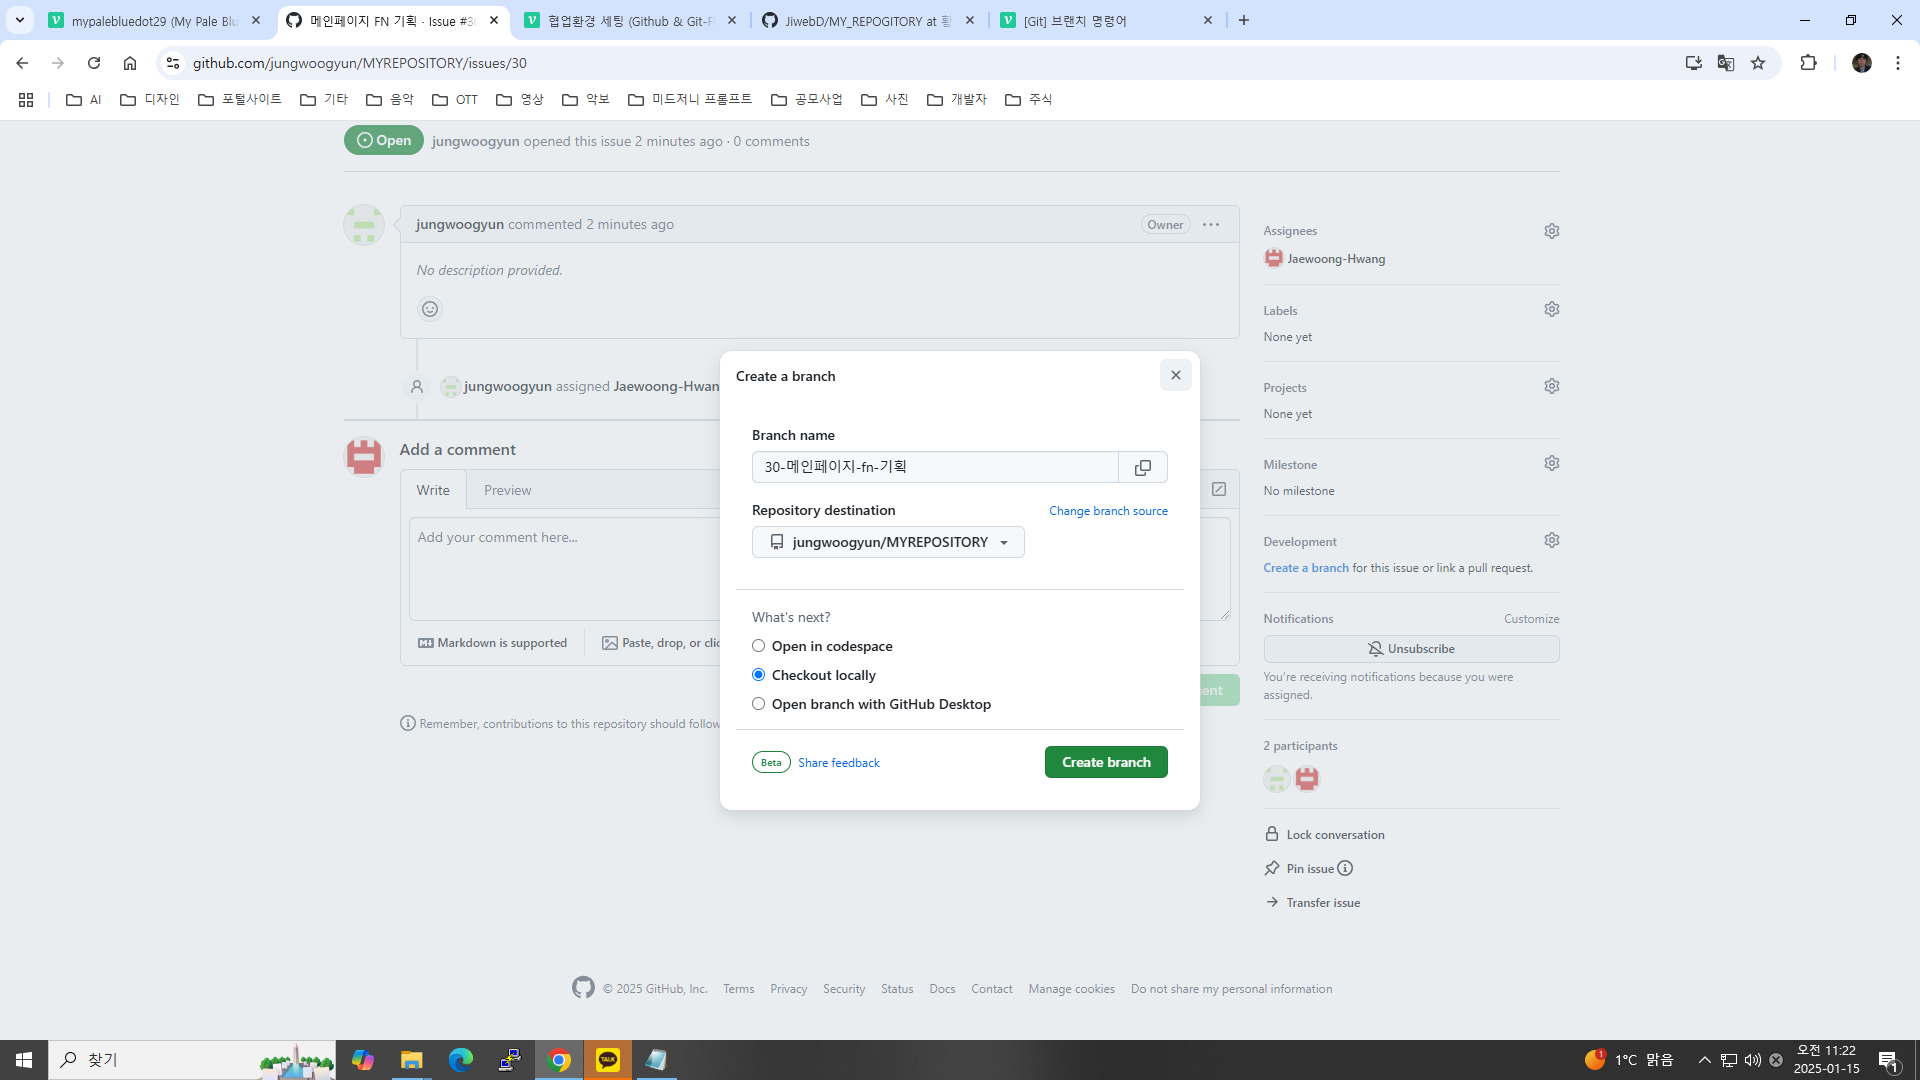 mypalebluedot29 (My Pale Blu
메인페이지 FN 기획 · Issue #30
협업환경 세팅 (Github & Git-Fl
JiwebD/MY_REPOGITORY at 황
[Git] 브랜치 명령어
github.com/jungwoogyun/MYREPOSITORY/issues/30
AI
디자인
포털사이트
기타
음악
OTT
영상
악보
미드저니 프롬프트
공모사업
사진
개발자
주식
Open
jungwoogyun opened this issue 2 minutes ago · 0 comments
jungwoogyun commented 2 minutes ago
Owner
No description provided.
jungwoogyun assigned Jaewoong-Hwan
Add a comment
Write
Preview
Add your comment here...
Markdown is supported
Paste, drop, or clic
ent
Remember, contributions to this repository should follow
Assignees
Jaewoong-Hwang
Labels
None yet
Projects
None yet
Milestone
No milestone
Development
Create a branch for this issue or link a pull request.
Notifications
Customize
Unsubscribe
You're receiving notifications because you were
assigned.
2 participants
Lock conversation
Pin issue
Transfer issue
Create a branch
Branch name
30-메인페이지-fn-기획
Repository destination
Change branch source
jungwoogyun/MYREPOSITORY
What's next?
Open in codespace
Checkout locally
Open branch with GitHub Desktop
Beta
Share feedback
Create branch
© 2025 GitHub, Inc.
Terms
Privacy
Security
Status
Docs
Contact
Manage cookies
Do not share my personal information
찾기
TALK
1
1°C 맑음
오전 11:22
2025-01-15
1